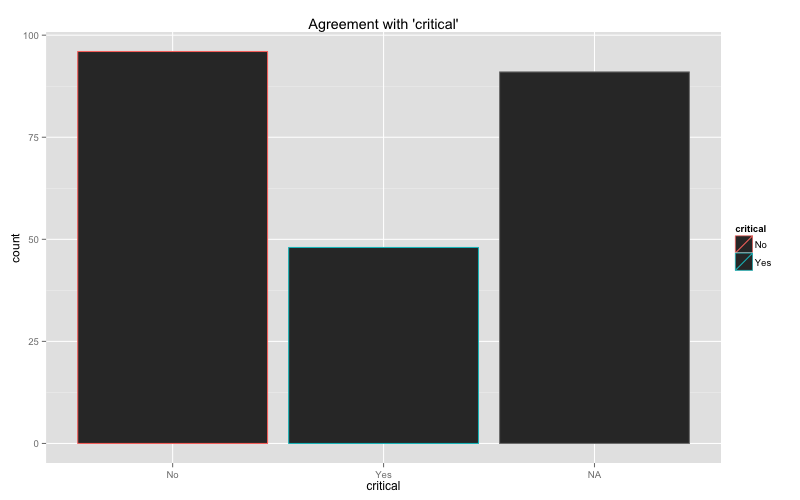 Agreement with 'critical'
100
75
50
25
0
count
No
Yes
NA
critical
critical
No
Yes